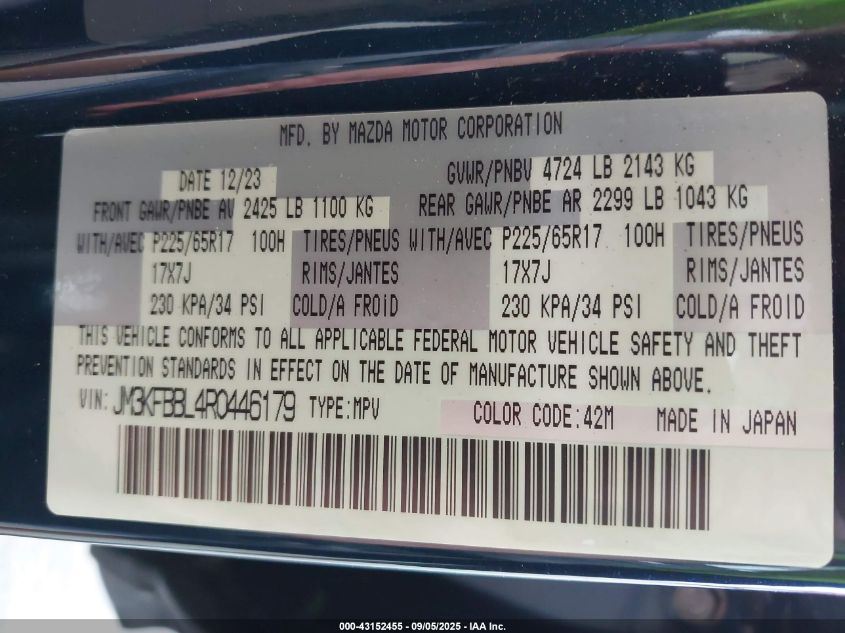 MFD. BY MAZDA MOTOR CORPORATION
DATE 12/23 GVWR/PNBV 4724 LB 2143 KG
FRONT GAWR/PNBE AV 2425 LB 1100 KG REAR GAWR/PNBE AR 2299 LB 1043 KG
WITH/AVEC P225/65R17 100H TIRES/PNEUS WITH/AVEC P225/65R17 100H TIRES/PNEUS
17X7J RIMS/JANTES 17X7J RIMS/JANTES
230 KPA/34 PSI COLD/A FROID 230 KPA/34 PSI COLD/A FROID
THIS VEHICLE CONFORMS TO ALL APPLICABLE FEDERAL MOTOR VEHICLE SAFETY AND THEFT
PREVENTION STANDARDS IN EFFECT ON THE DATE OF MANUFACTURE SHOWN ABOVE.
VIN: JM3KFBBL4R0446179 TYPE:MPV COLOR CODE:42M MADE IN JAPAN
000-43152455 - 09/05/2025 - IAA Inc.